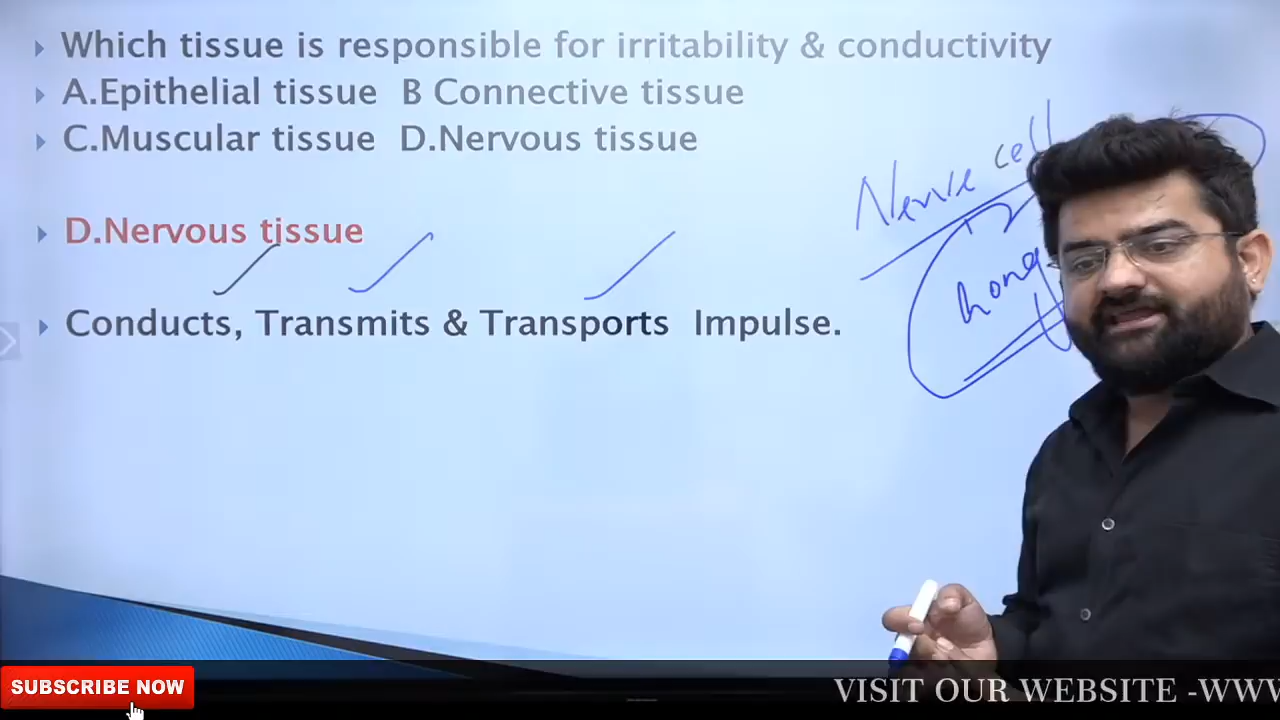 Which tissue is responsible for irritability & conductivity
A.Epithelial tissue B Connective tissue
C.Muscular tissue D.Nervous tissue
Nerve cell
D.Nervous tissue
Conducts, Transmits & Transports Impulse.
SUBSCRIBE NOW
VISIT OUR WEBSITE -WWW